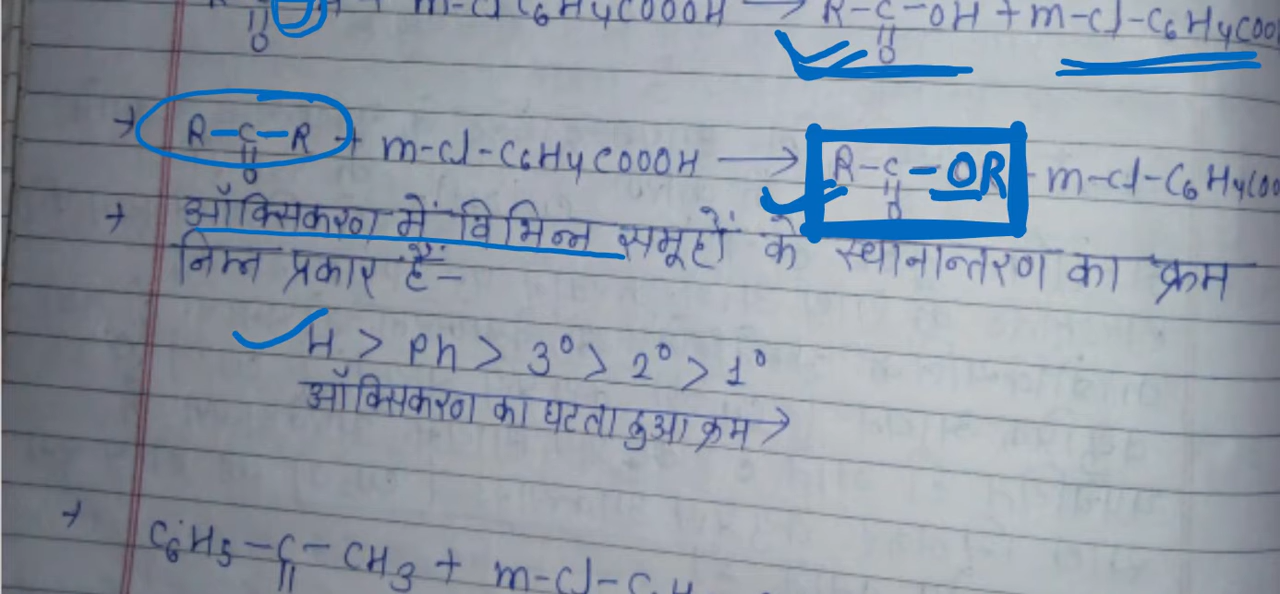 m-Cl C6H4COOOH → R-C-OH + m-Cl-C6H4COO
||
O
→ R-C-R + m-Cl-C6H4COOOH → R-C-OR m-Cl-C6H4COO
||
O
→ ऑक्सिकरण में विभिन्न समूहों के स्थानान्तरण का क्रम
निम्न प्रकार हैं-
H > Ph > 3° > 2° > 1°
ऑक्सिकरण का घटता हुआ क्रम →
→ C6H5-C-CH3 + m-Cl-C
||